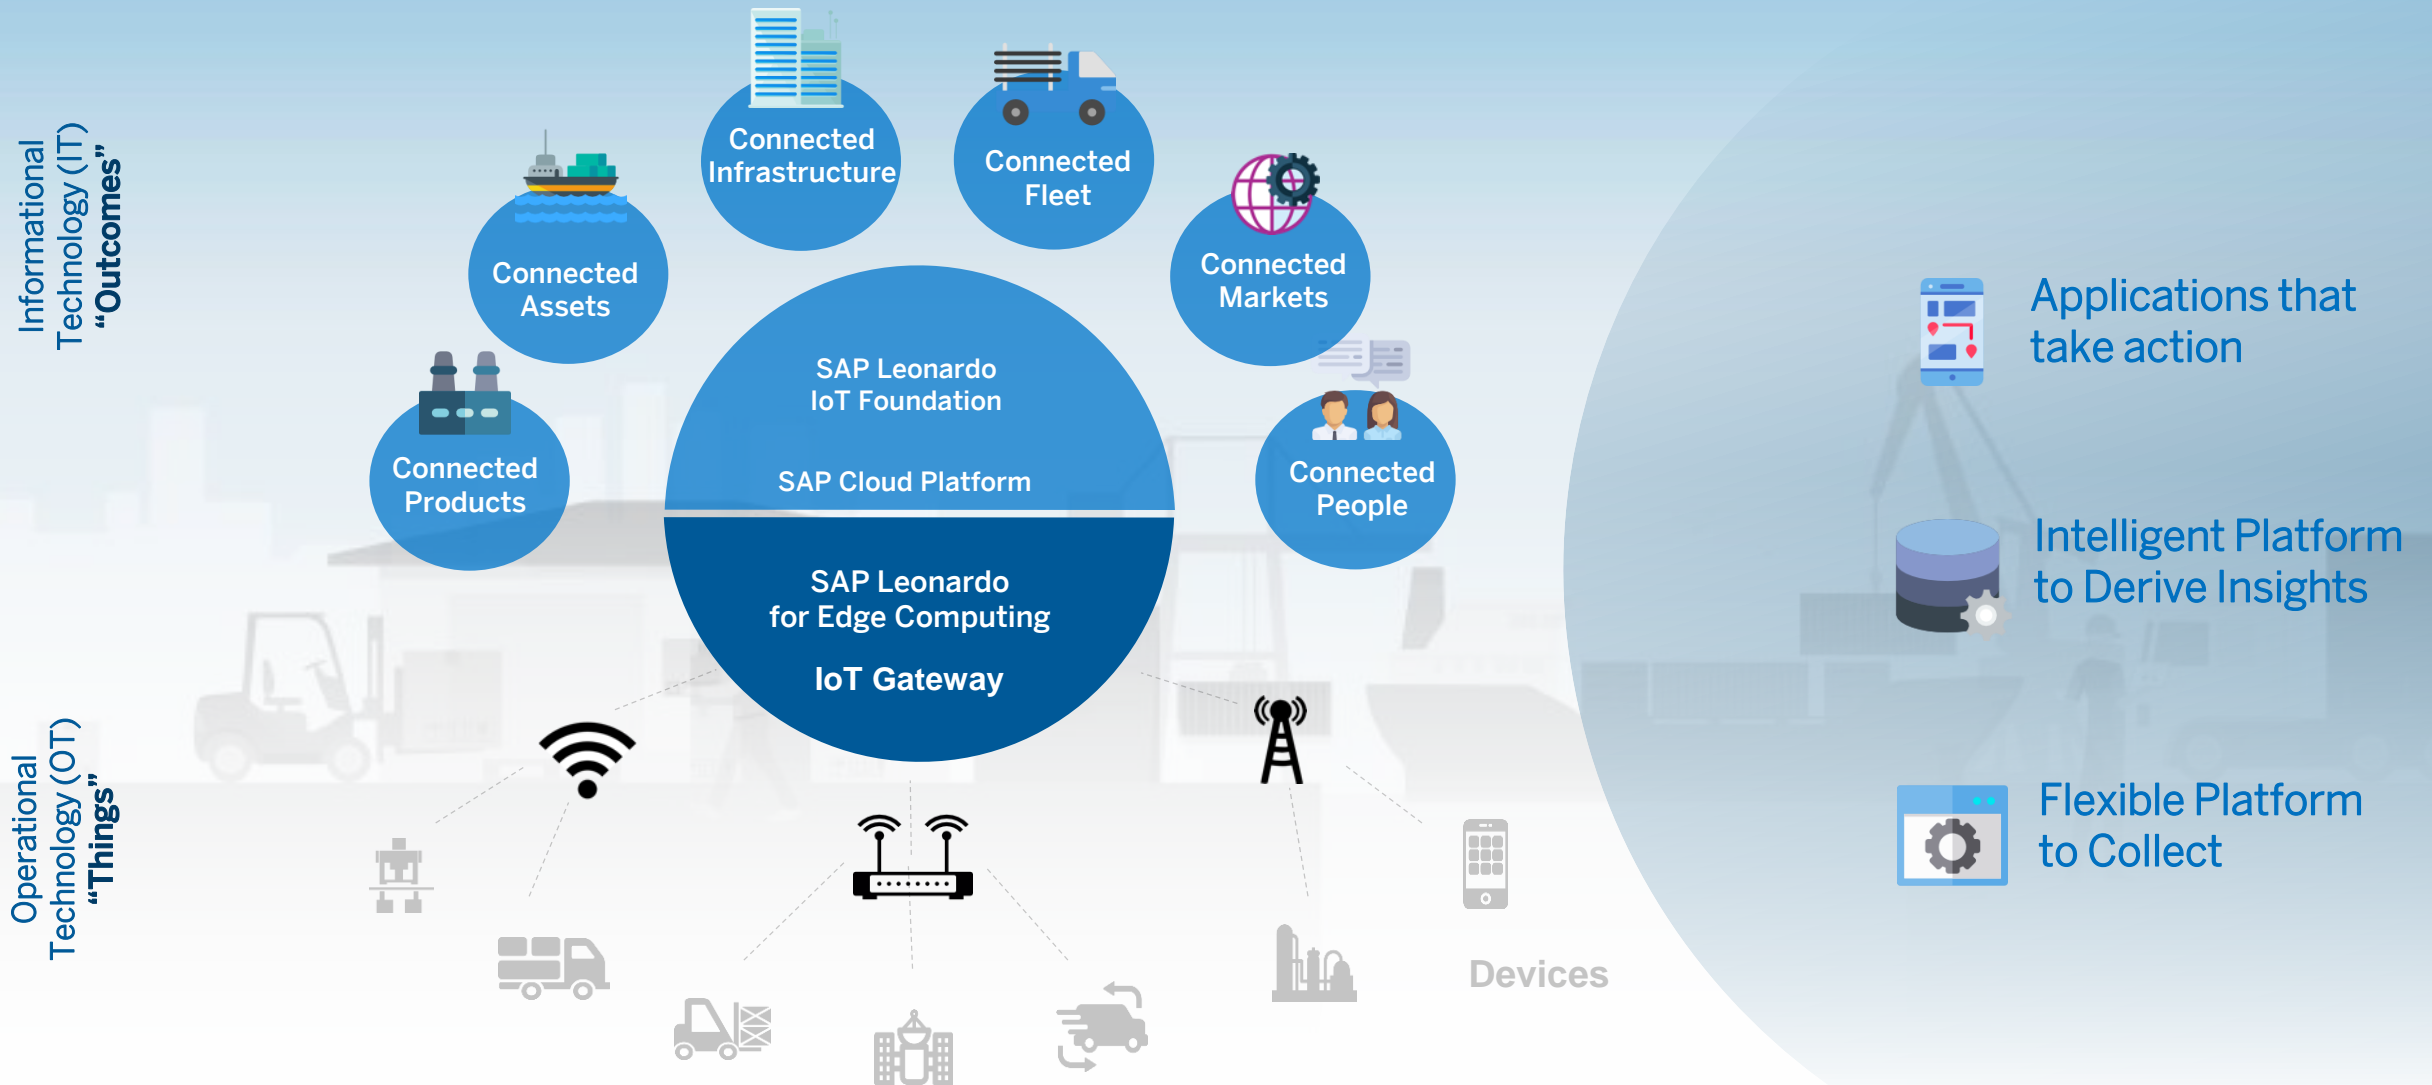 Informational
Technology (IT)
“Outcomes”
Operational
Technology (OT)
“Things”
Connected
Products
Connected
Assets
Connected
Infrastructure
Connected
Fleet
Connected
Markets
Connected
People
SAP Leonardo
IoT Foundation
SAP Cloud Platform
SAP Leonardo
for Edge Computing
IoT Gateway
Devices
Applications that
take action
Intelligent Platform
to Derive Insights
Flexible Platform
to Collect